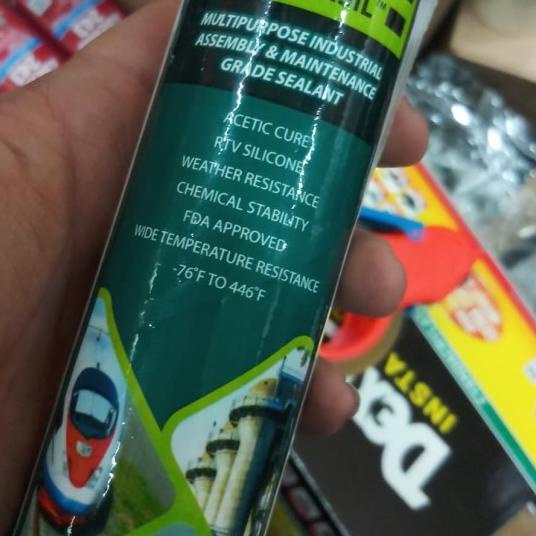 MULTIPURPOSE INDUSTRIAL
ASSEMBLY & MAINTENANCE
GRADE SEALANT
ACETIC CURE
RTV SILICONE
WEATHER RESISTANCE
CHEMICAL STABILITY
FDA APPROVED
WIDE TEMPERATURE RESISTANCE
-76°F TO 446°F
INSTA